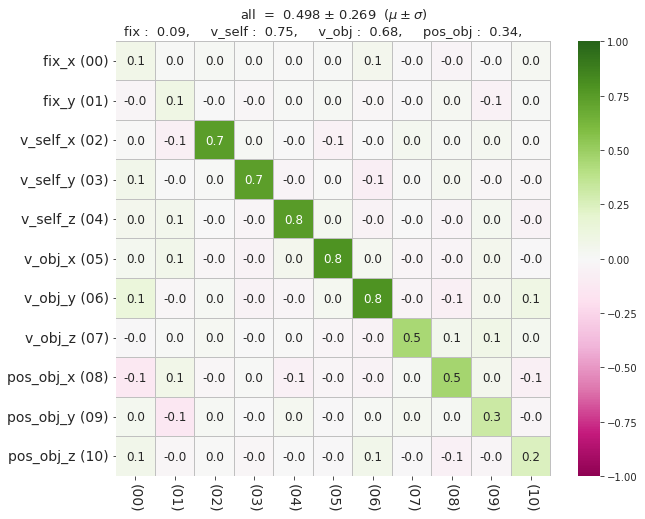 all = 0.498 ± 0.269 (μ ± σ)
fix : 0.09, v_self : 0.75, v_obj : 0.68, pos_obj : 0.34,
fix_x (00) 0.1 0.0 0.0 0.0 0.0 0.0 0.1 -0.0 -0.0 -0.0 0.0
fix_y (01) -0.0 0.1 -0.0 -0.0 0.0 0.0 -0.0 -0.0 0.0 -0.1 0.0
v_self_x (02) 0.0 -0.1 0.7 0.0 -0.0 -0.1 -0.0 0.0 0.0 0.0 0.0
v_self_y (03) 0.1 -0.0 0.0 0.7 -0.0 0.0 -0.1 0.0 0.0 -0.0 -0.0
v_self_z (04) 0.0 0.1 -0.0 -0.0 0.8 0.0 -0.0 -0.0 -0.0 0.0 -0.0
v_obj_x (05) 0.0 0.1 -0.0 -0.0 0.0 0.8 0.0 -0.0 -0.0 0.0 -0.0
v_obj_y (06) 0.1 -0.0 0.0 -0.0 -0.0 0.0 0.8 -0.0 -0.1 0.0 0.1
v_obj_z (07) -0.0 0.0 0.0 -0.0 0.0 -0.0 -0.0 0.5 0.1 0.1 0.0
pos_obj_x (08) -0.1 0.1 -0.0 0.0 -0.1 -0.0 -0.0 0.0 0.5 0.0 -0.1
pos_obj_y (09) 0.0 -0.1 0.0 -0.0 0.0 -0.0 0.0 0.0 0.0 0.3 -0.0
pos_obj_z (10) 0.1 -0.0 -0.0 0.0 -0.0 0.0 0.1 -0.0 -0.1 -0.0 0.2
(00) (01) (02) (03) (04) (05) (06) (07) (08) (09) (10)
1.00
0.75
0.50
0.25
0.00
−0.25
−0.50
−0.75
−1.00